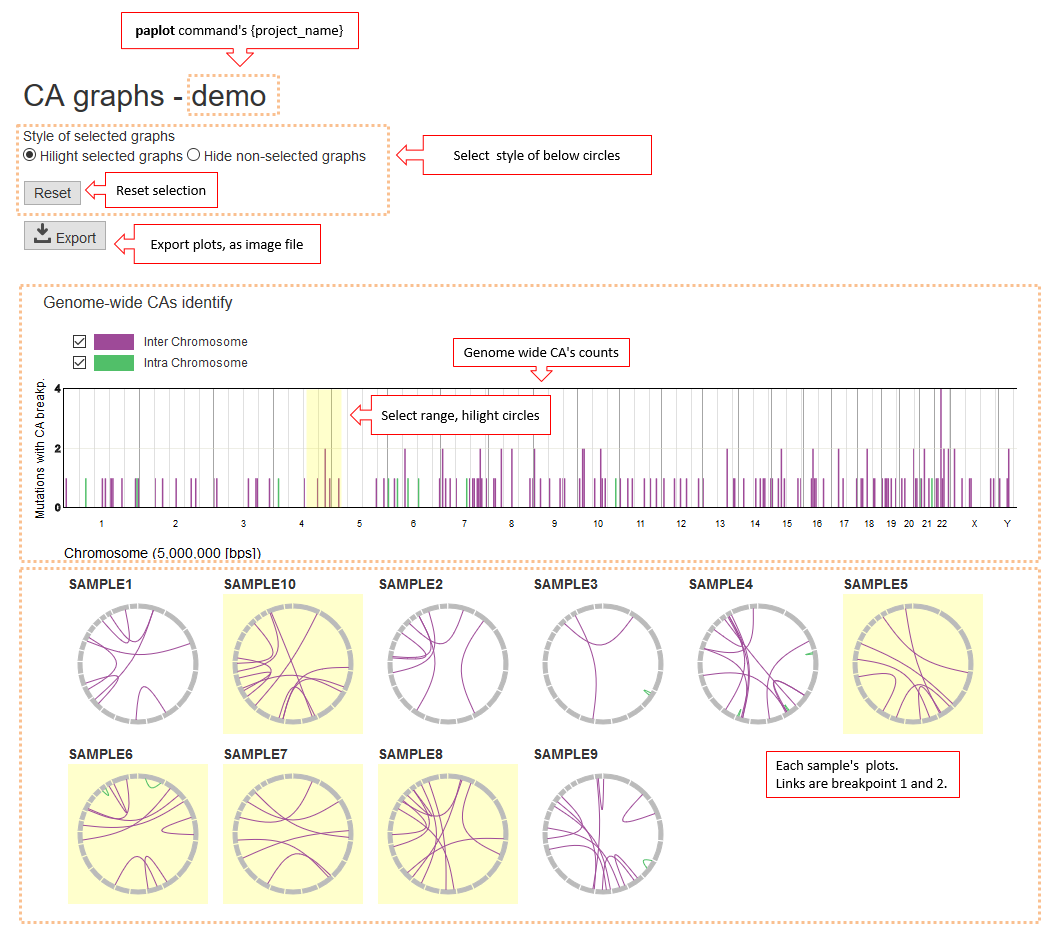 paplot command's {project_name}
CA graphs - demo
Style of selected graphs
Hilight selected graphs Hide non-selected graphs
Select style of below circles
Reset
Reset selection
Export
Export plots, as image file
Genome-wide CAs identify
Inter Chromosome
Intra Chromosome
Genome wide CA's counts
Select range, hilight circles
Mutations with CA breakp.
4
2
0
1 2 3 4 5 6 7 8 9 10 11 12 13 14 15 16 17 18 19 20 21 22 X Y
Chromosome (5,000,000 [bps])
SAMPLE1 SAMPLE10 SAMPLE2 SAMPLE3 SAMPLE4 SAMPLE5
SAMPLE6 SAMPLE7 SAMPLE8 SAMPLE9
Each sample's plots.
Links are breakpoint 1 and 2.